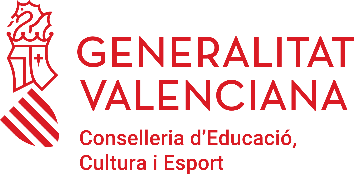 GENERALITAT
VALENCIANA
Conselleria d'Educació,
Cultura i Esport